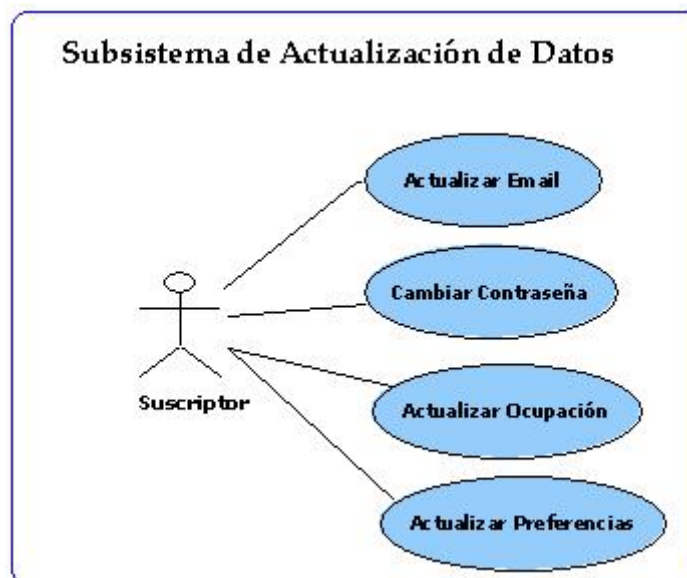 Subsistema de Actualización de Datos
Actualizar Email
Cambiar Contraseña
Suscriptor
Actualizar Ocupación
Actualizar Preferencias